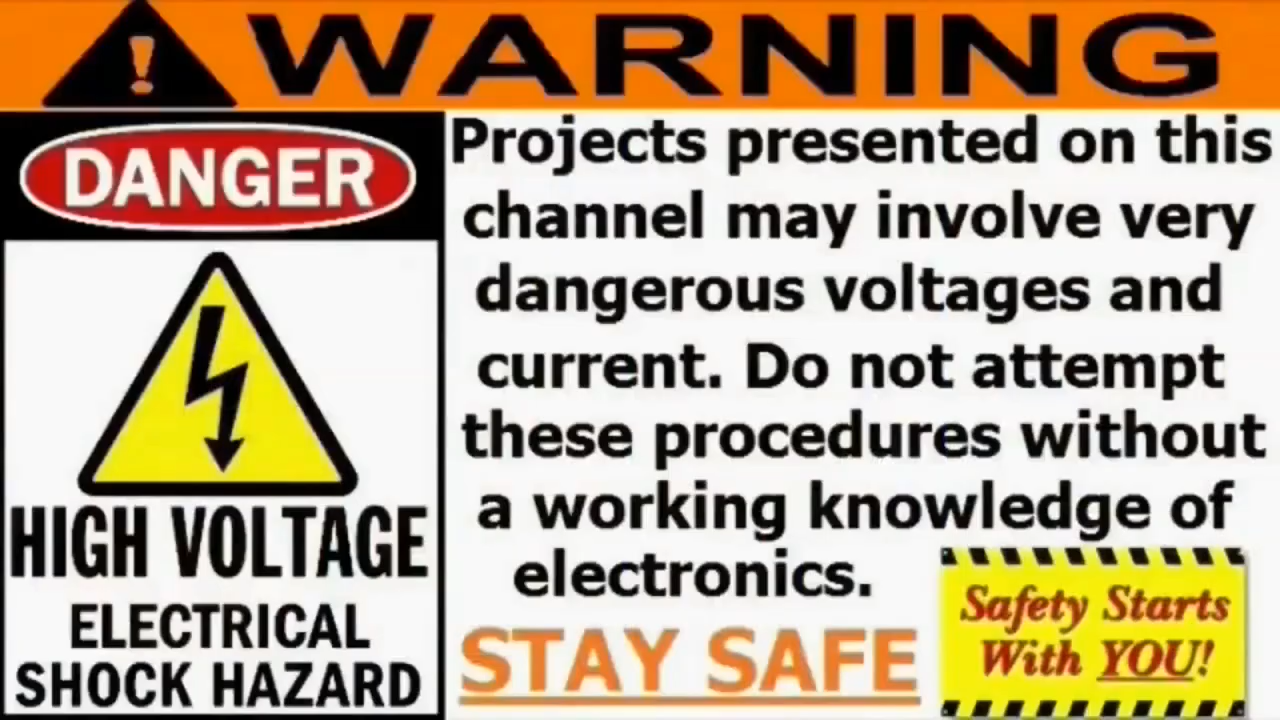 WARNING
DANGER
HIGH VOLTAGE
ELECTRICAL
SHOCK HAZARD
Projects presented on this
channel may involve very
dangerous voltages and
current. Do not attempt
these procedures without
a working knowledge of
electronics.
STAY SAFE
Safety Starts
With YOU!